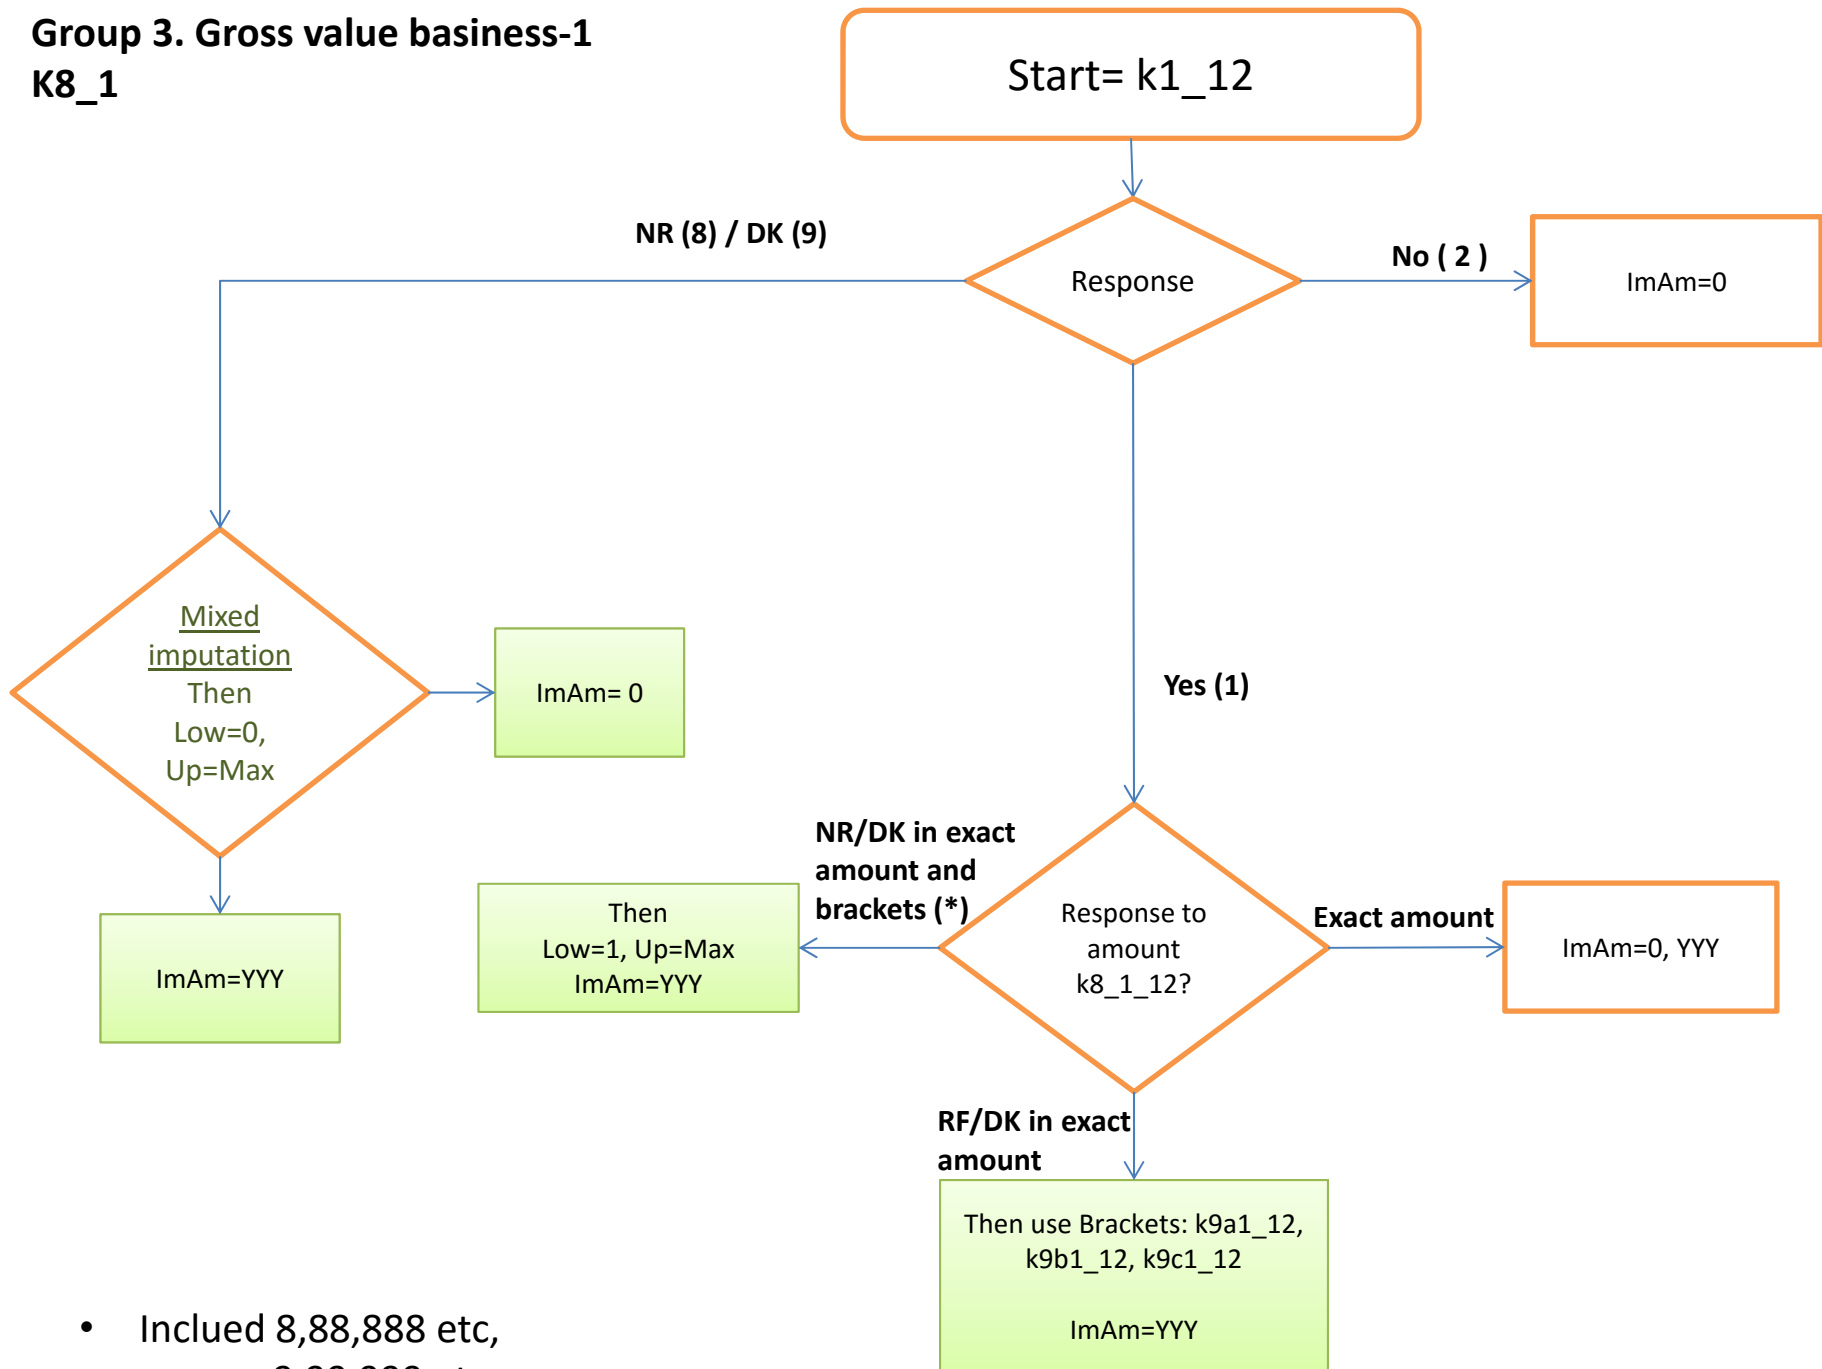 Group 3. Gross value basiness-1
K8_1
Start= k1_12
NR (8) / DK (9)
Response
No ( 2 )
ImAm=0
Mixed
imputation
Then
Low=0,
Up=Max
ImAm= 0
Yes (1)
ImAm=YYY
NR/DK in exact
amount and
brackets (*)
Then
Low=1, Up=Max
ImAm=YYY
Response to
amount
k8_1_12?
Exact amount
ImAm=0, YYY
RF/DK in exact
amount
Then use Brackets: k9a1_12,
k9b1_12, k9c1_12
ImAm=YYY
• Inclued 8,88,888 etc,